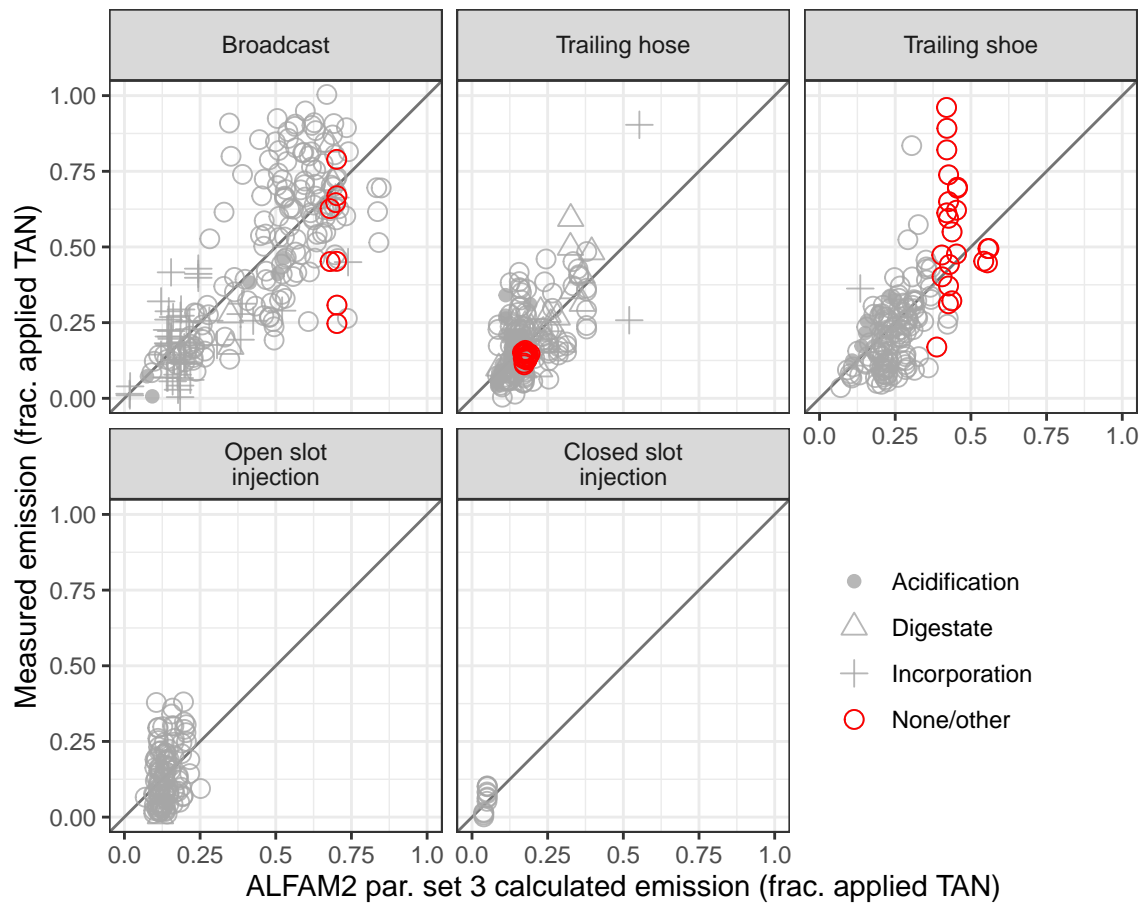 Broadcast
Trailing hose
Trailing shoe
1.00
0.75
0.50
0.25
0.00
0.0 0.25 0.50 0.75 1.0
Open slot
injection
Closed slot
injection
1.00
0.75
0.50
0.25
0.00
0.0 0.25 0.50 0.75 1.0
0.0 0.25 0.50 0.75 1.0
Measured emission (frac. applied TAN)
ALFAM2 par. set 3 calculated emission (frac. applied TAN)
Acidification
Digestate
Incorporation
None/other